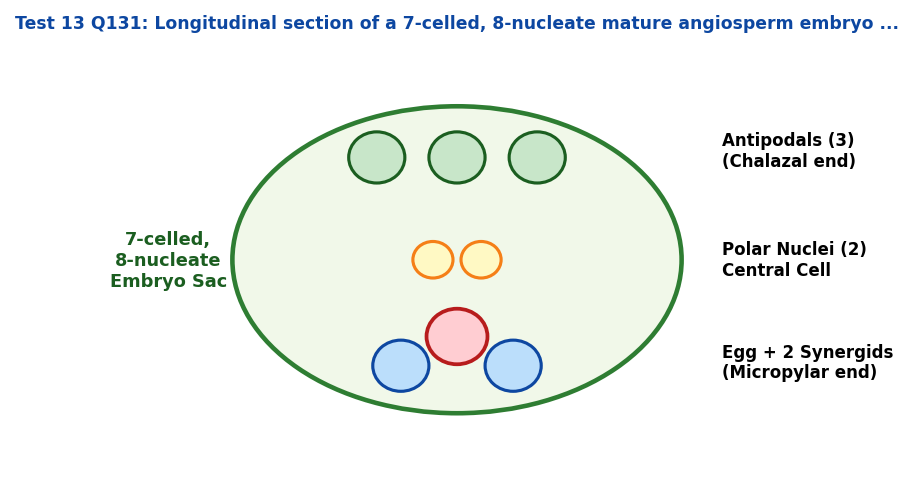 Test 13 Q131: Longitudinal section of a 7-celled, 8-nucleate mature angiosperm embryo ...
Antipodals (3)
(Chalazal end)
7-celled,
8-nucleate
Embryo Sac
Polar Nuclei (2)
Central Cell
Egg + 2 Synergids
(Micropylar end)